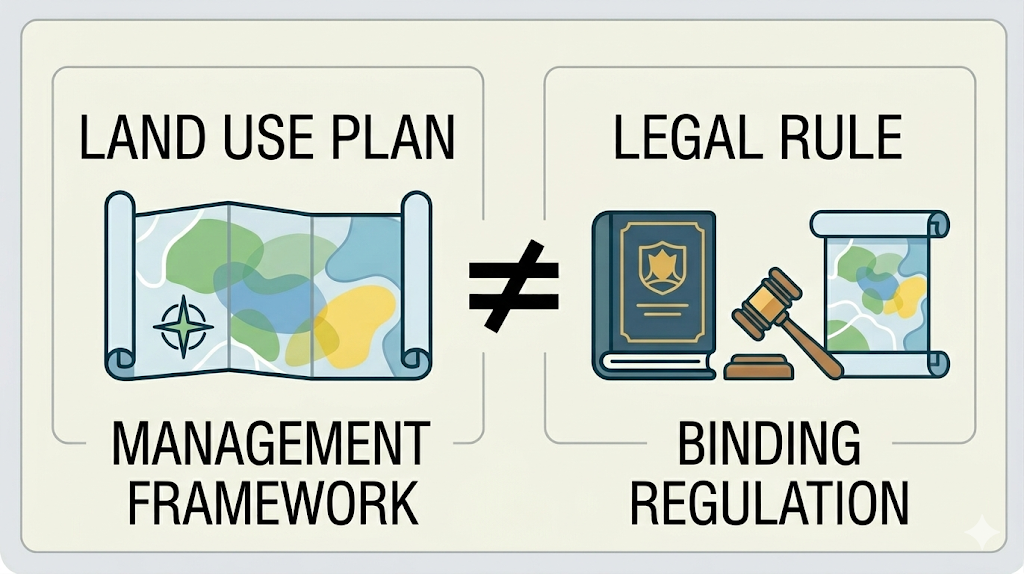 LAND USE PLAN
MANAGEMENT
FRAMEWORK
≠
LEGAL RULE
BINDING
REGULATION